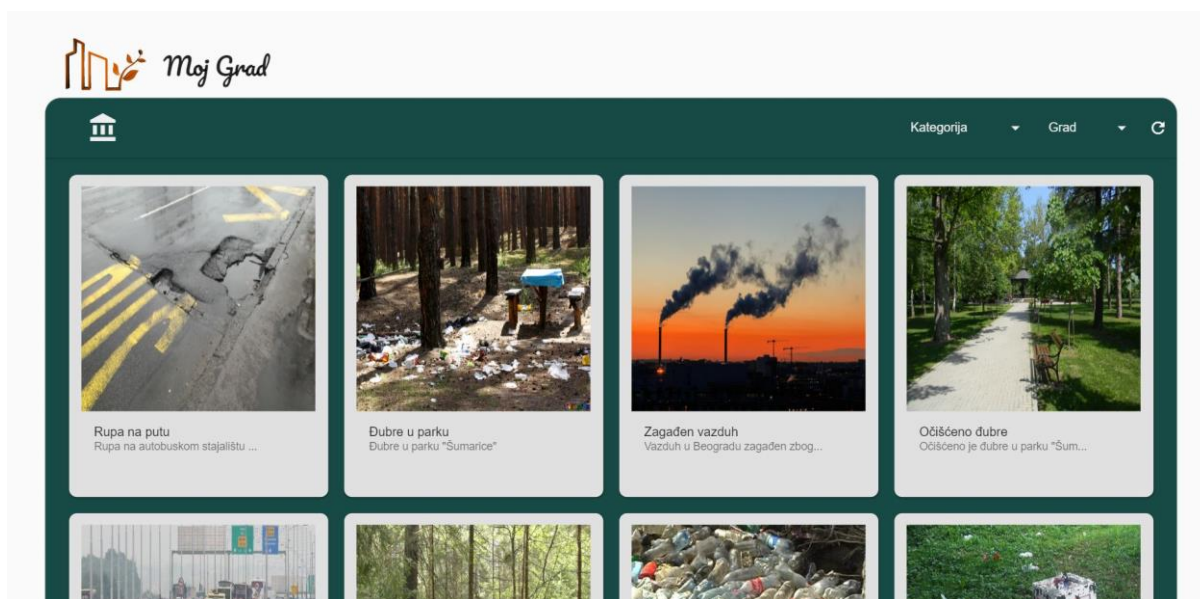 Moj Grad
Kategorija
Grad
Rupa na putu
Rupa na autobuskom stajalištu ...
Đubre u parku
Đubre u parku "Šumarice"
Zagađen vazduh
Vazduh u Beogradu zagađen zbog...
Očišćeno đubre
Očišćeno je đubre u parku "Šum...